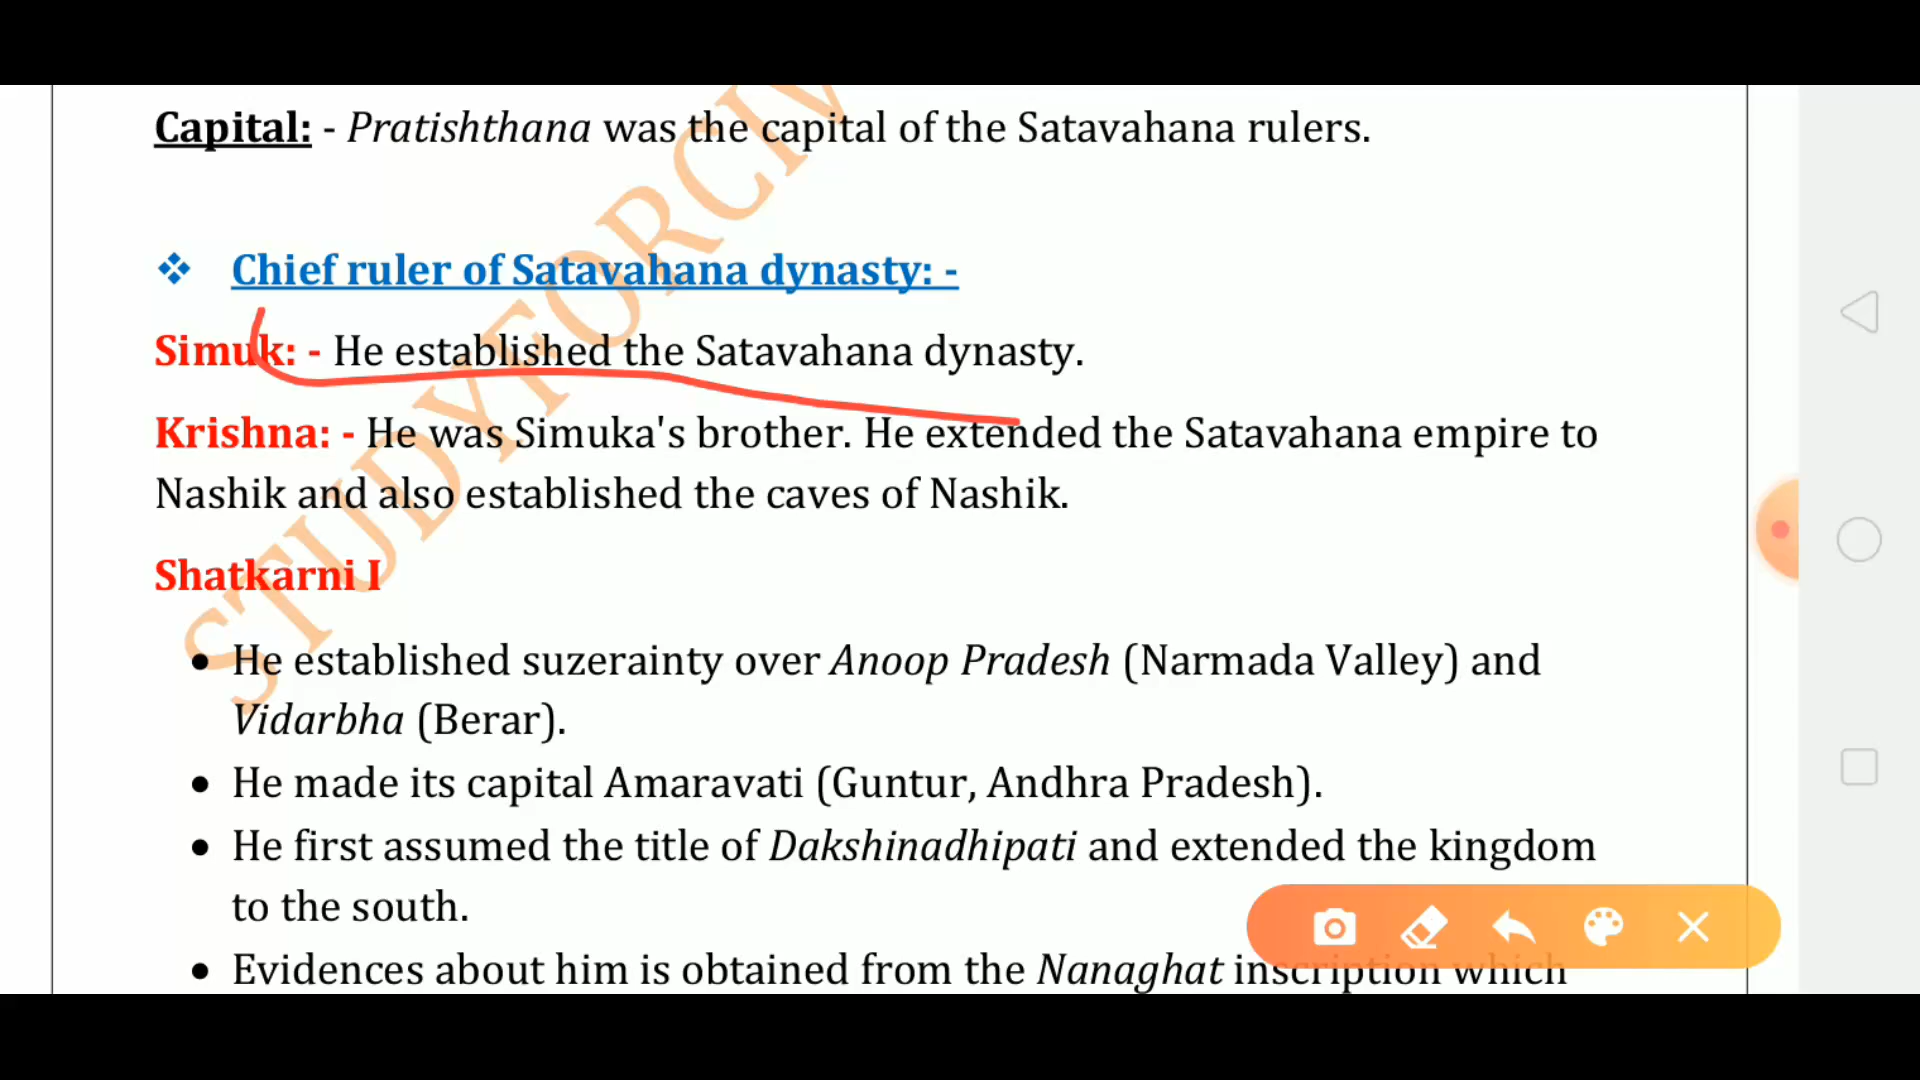 Capital: - Pratishthana was the capital of the Satavahana rulers.
❖ Chief ruler of Satavahana dynasty: -
Simuk: - He established the Satavahana dynasty.
Krishna: - He was Simuka's brother. He extended the Satavahana empire to
Nashik and also established the caves of Nashik.
Shatkarni I
• He established suzerainty over Anoop Pradesh (Narmada Valley) and
Vidarbha (Berar).
• He made its capital Amaravati (Guntur, Andhra Pradesh).
• He first assumed the title of Dakshinadhipati and extended the kingdom
to the south.
• Evidences about him is obtained from the Nanaghat inscription which
STUDYFORCIV